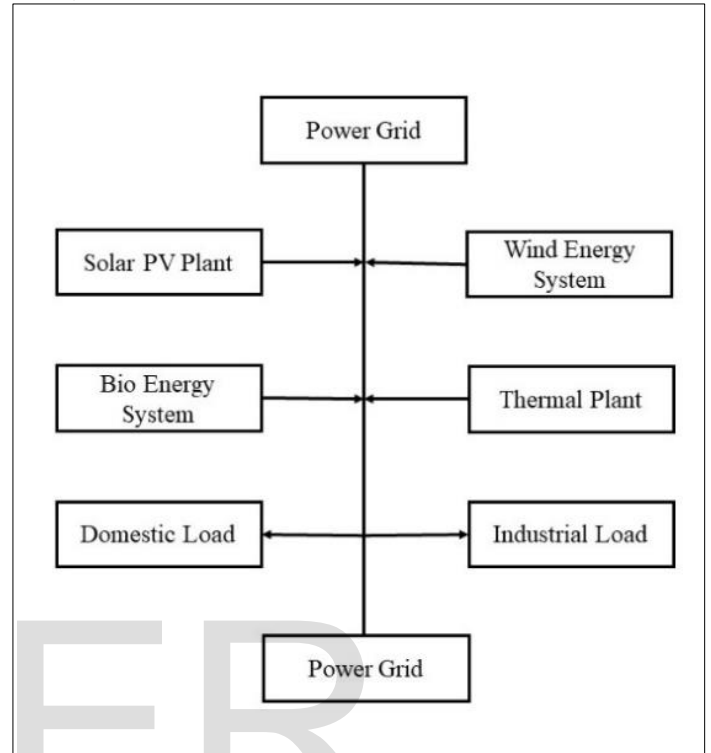 Power Grid
Solar PV Plant
Wind Energy
System
Bio Energy
System
Thermal Plant
Domestic Load
Industrial Load
Power Grid
ER